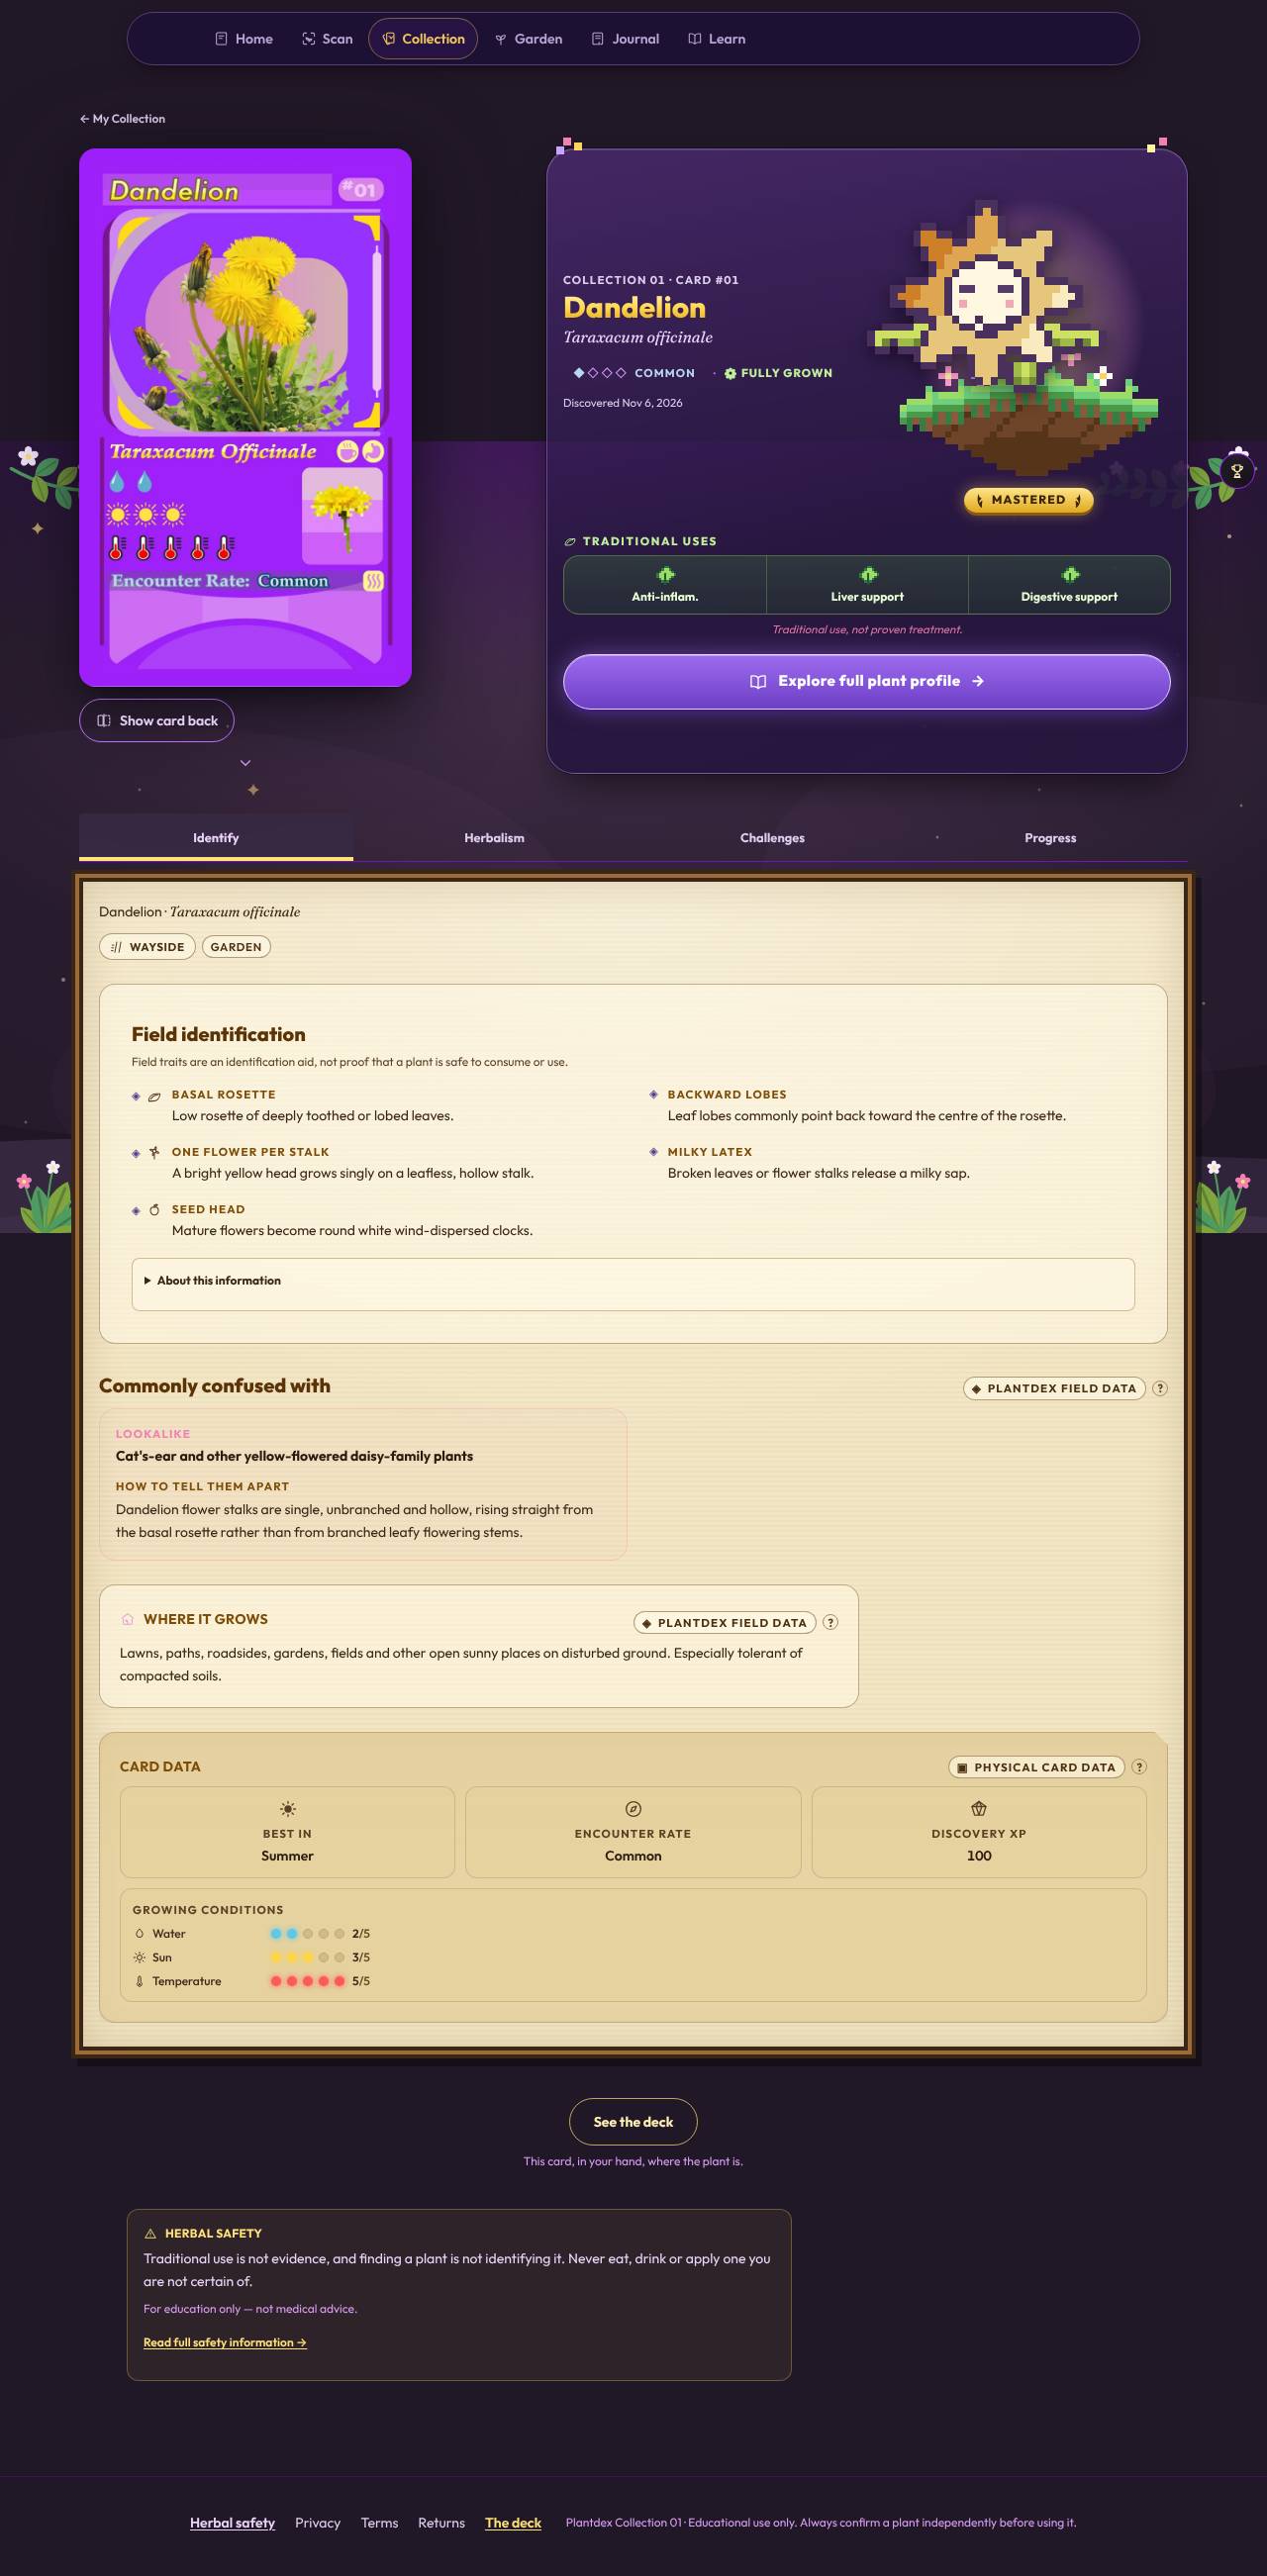 Home Scan Collection Garden Journal Learn
← My Collection
Dandelion #01
Taraxacum Officinale
Encounter Rate: Common
Show card back
COLLECTION 01 · CARD #01
Dandelion
Taraxacum officinale
COMMON · FULLY GROWN
Discovered Nov 6, 2026
MASTERED
TRADITIONAL USES
Anti-inflam. Liver support Digestive support
Traditional use, not proven treatment.
Explore full plant profile →
Identify Herbalism Challenges Progress
Dandelion · Taraxacum officinale
WAYSIDE GARDEN
Field identification
Field traits are an identification aid, not proof that a plant is safe to consume or use.
BASAL ROSETTE
Low rosette of deeply toothed or lobed leaves.
BACKWARD LOBES
Leaf lobes commonly point back toward the centre of the rosette.
ONE FLOWER PER STALK
A bright yellow head grows singly on a leafless, hollow stalk.
MILKY LATEX
Broken leaves or flower stalks release a milky sap.
SEED HEAD
Mature flowers become round white wind-dispersed clocks.
About this information
Commonly confused with
PLANTDEX FIELD DATA ?
LOOKALIKE
Cat's-ear and other yellow-flowered daisy-family plants
HOW TO TELL THEM APART
Dandelion flower stalks are single, unbranched and hollow, rising straight from
the basal rosette rather than from branched leafy flowering stems.
WHERE IT GROWS
PLANTDEX FIELD DATA ?
Lawns, paths, roadsides, gardens, fields and other open sunny places on disturbed ground. Especially tolerant of
compacted soils.
CARD DATA
PHYSICAL CARD DATA ?
BEST IN
Summer
ENCOUNTER RATE
Common
DISCOVERY XP
100
GROWING CONDITIONS
Water 2/5
Sun 3/5
Temperature 5/5
See the deck
This card, in your hand, where the plant is.
HERBAL SAFETY
Traditional use is not evidence, and finding a plant is not identifying it. Never eat, drink or apply one you
are not certain of.
For education only — not medical advice.
Read full safety information →
Herbal safety Privacy Terms Returns The deck Plantdex Collection 01 · Educational use only. Always confirm a plant independently before using it.